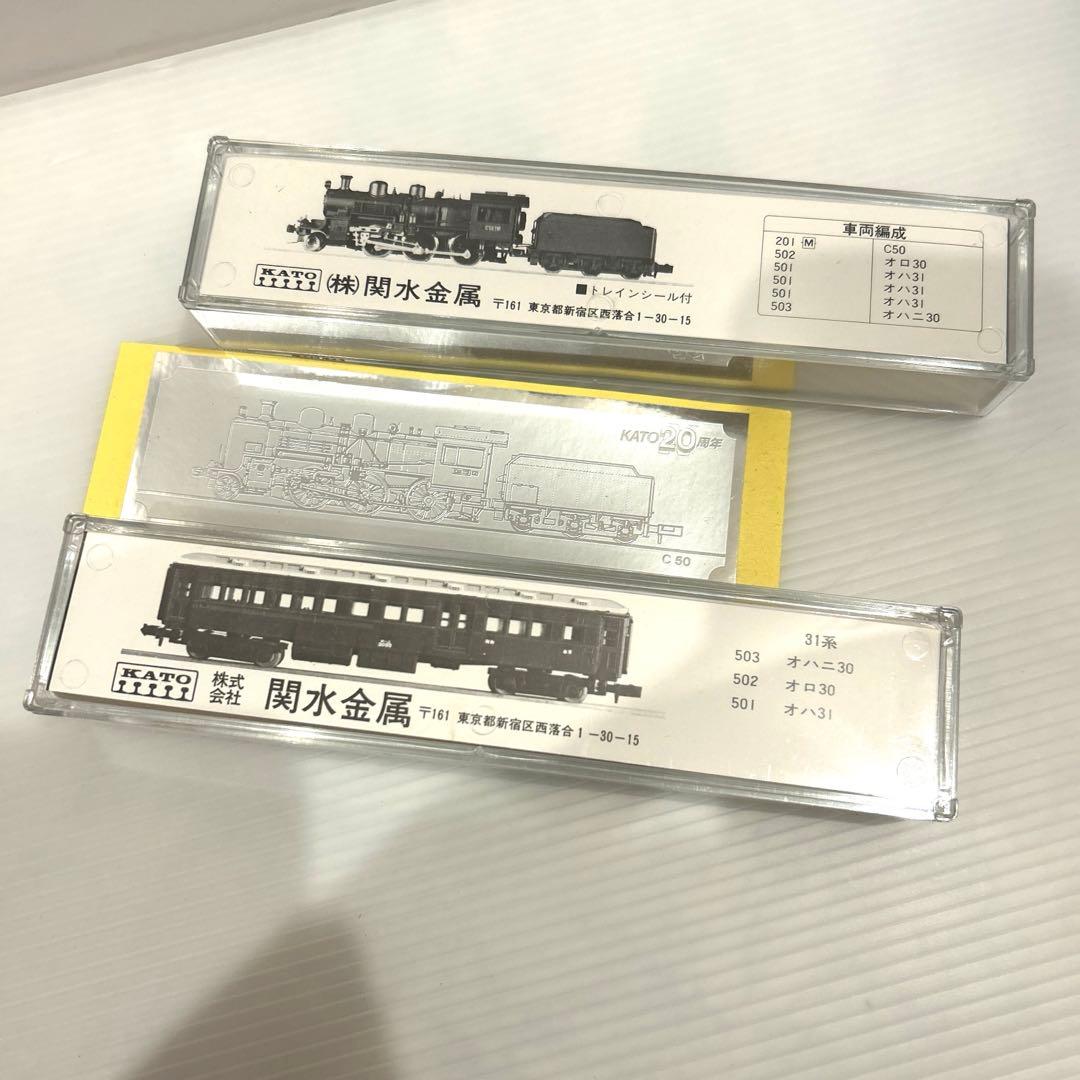 KATO
(株)関水金属
■トレインシール付
〒161 東京都新宿区西落合1-30-15
車両編成
201 M C50
502 オロ30
501 オハ31
501 オハ31
501 オハ31
503 オハニ30
KATO20周年
C 50
KATO
株式会社 関水金属
〒161 東京都新宿区西落合1-30-15
31系
503 オハニ30
502 オロ30
501 オハ31